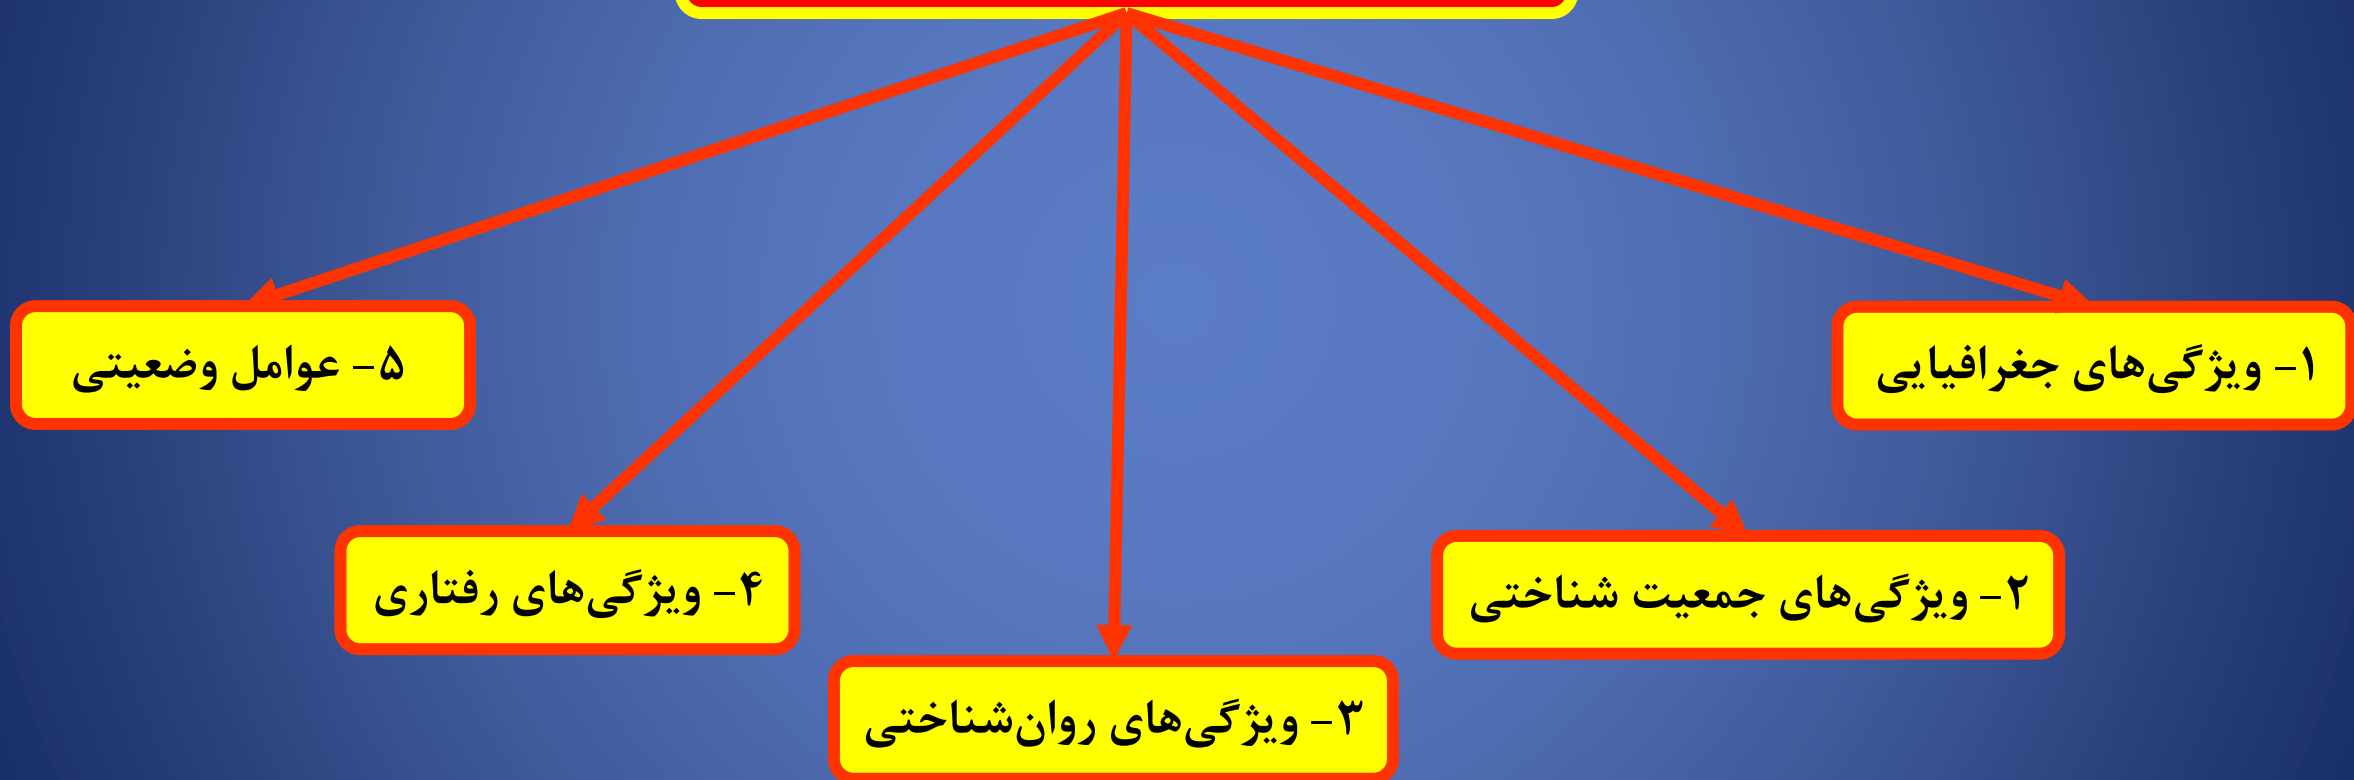 ۱- ویژگی‌های جغرافیایی
۲- ویژگی‌های جمعیت شناختی
۳- ویژگی‌های روان‌شناختی
۴- ویژگی‌های رفتاری
۵- عوامل وضعیتی